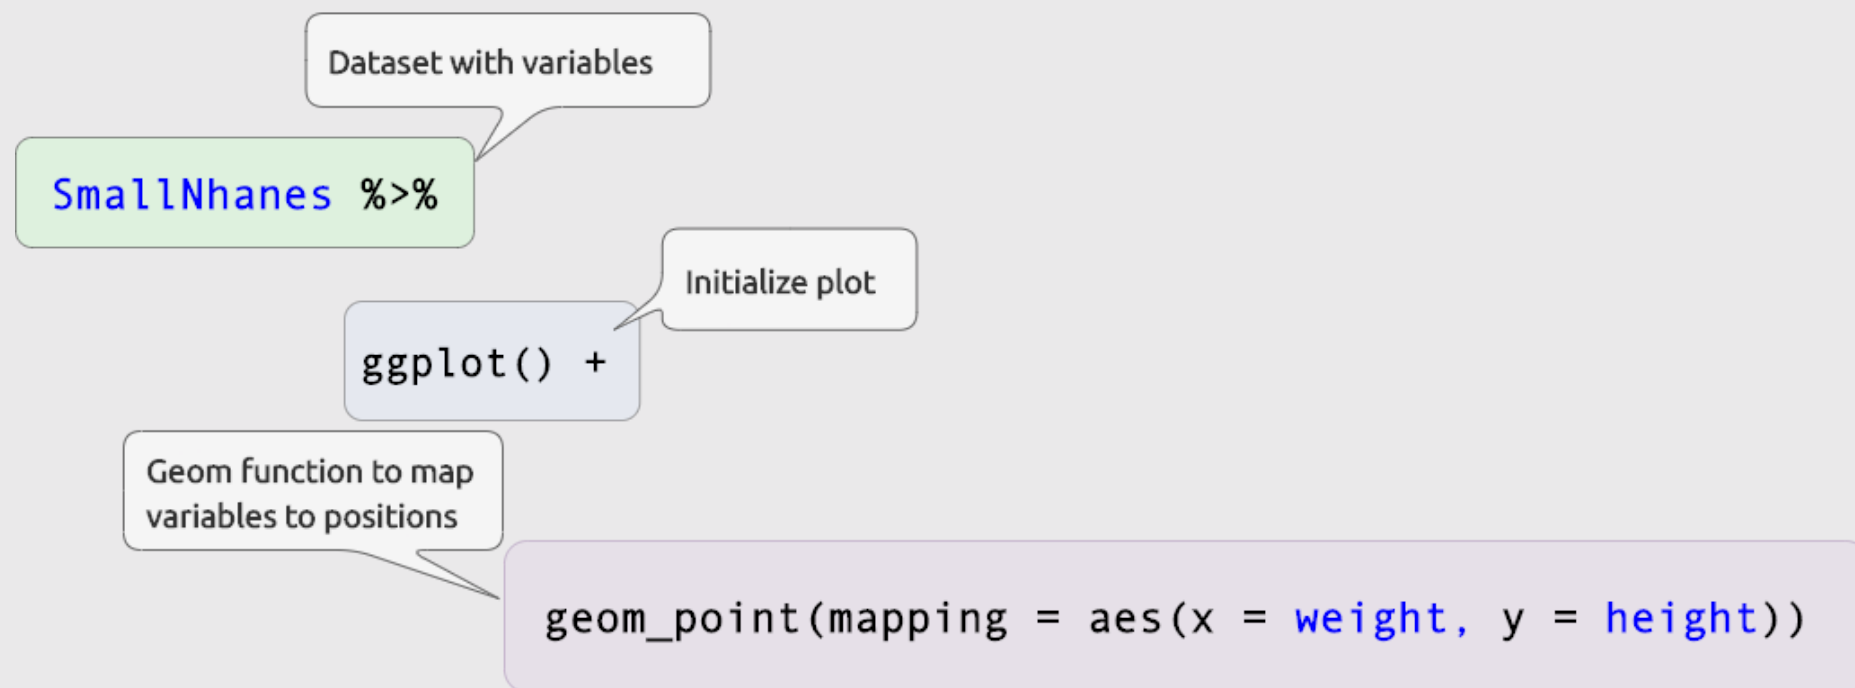 Dataset with variables
SmallNhanes %>%
Initialize plot
ggplot() +
Geom function to map
variables to positions
geom_point(mapping = aes(x = weight, y = height))